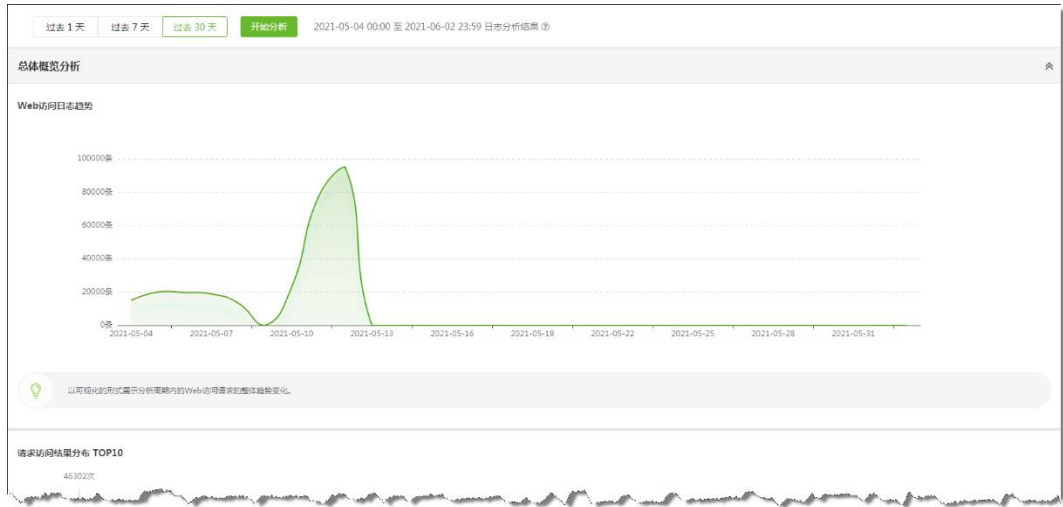 过去 1 天 过去 7 天 过去 30 天 开始分析 2021-05-04 00:00 至 2021-06-02 23:59 日志分析结果
总体概览分析
Web访问日志趋势
100000条
80000条
60000条
40000条
20000条
0条
2021-05-04 2021-05-07 2021-05-10 2021-05-13 2021-05-16 2021-05-19 2021-05-22 2021-05-25 2021-05-28 2021-05-31
以可视化的形式展示分析周期内的Web访问请求的整体趋势变化。
请求访问结果分布 TOP10
46302次